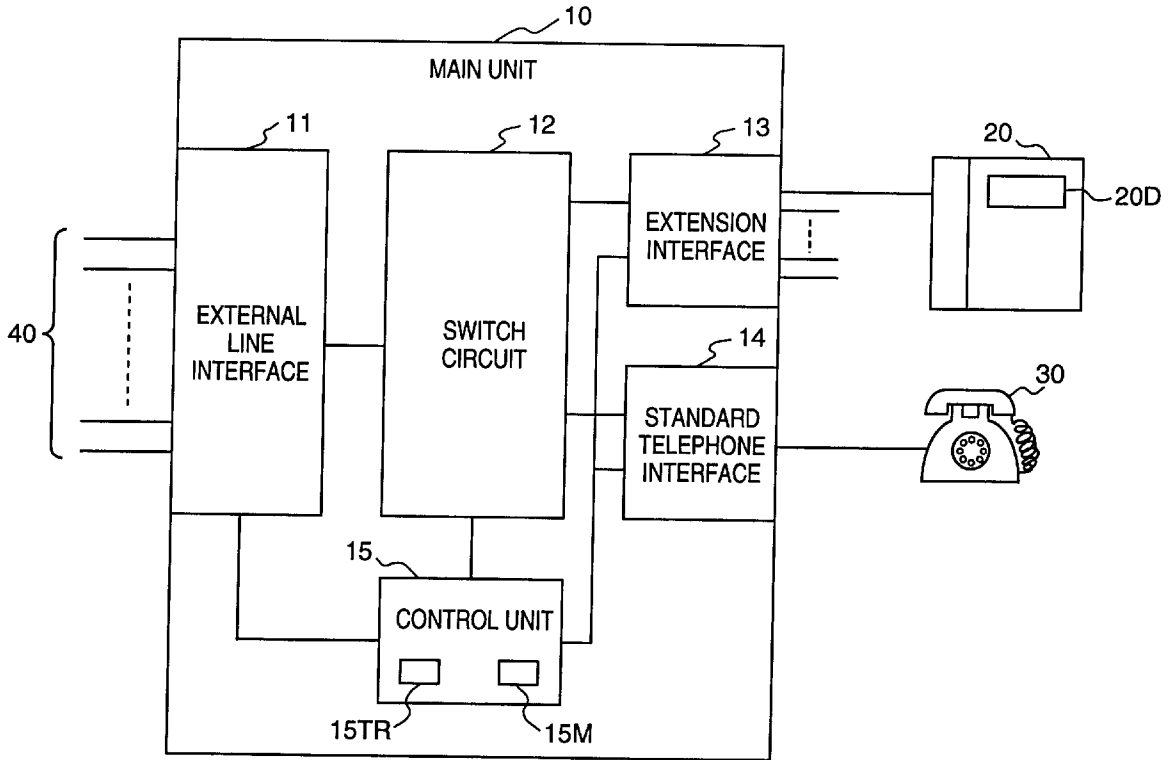 10
MAIN UNIT
11
12
13
20
20D
EXTENSION
INTERFACE
40
EXTERNAL
LINE
INTERFACE
SWITCH
CIRCUIT
14
30
STANDARD
TELEPHONE
INTERFACE
15
CONTROL UNIT
15TR
15M